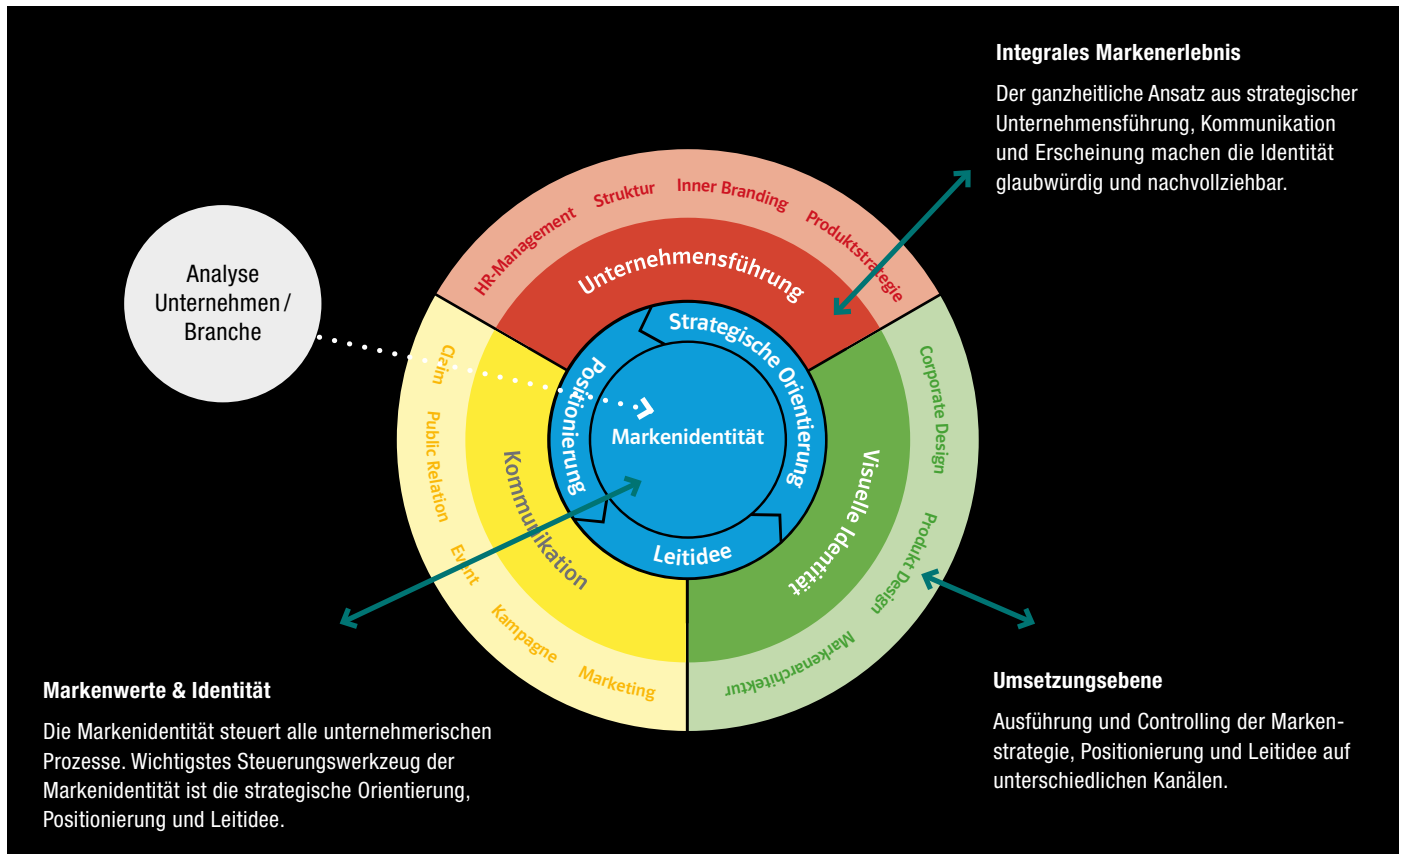 Integrales Markenerlebnis
Der ganzheitliche Ansatz aus strategischer
Unternehmensführung, Kommunikation
und Erscheinung machen die Identität
glaubwürdig und nachvollziehbar.
Analyse
Unternehmen /
Branche
HR-Management
Struktur
Inner Branding
Produktstrategie
Unternehmensführung
Strategische Orientierung
Positionierung
Leitidee
Markenidentität
Claim
Public Relation
Event
Kampagne
Marketing
Kommunikation
Corporate Design
Produkt Design
Markenarchitektur
Visuelle Identität
Markenwerte & Identität
Die Markenidentität steuert alle unternehmerischen
Prozesse. Wichtigstes Steuerungswerkzeug der
Markenidentität ist die strategische Orientierung,
Positionierung und Leitidee.
Umsetzungsebene
Ausführung und Controlling der Marken-
strategie, Positionierung und Leitidee auf
unterschiedlichen Kanälen.